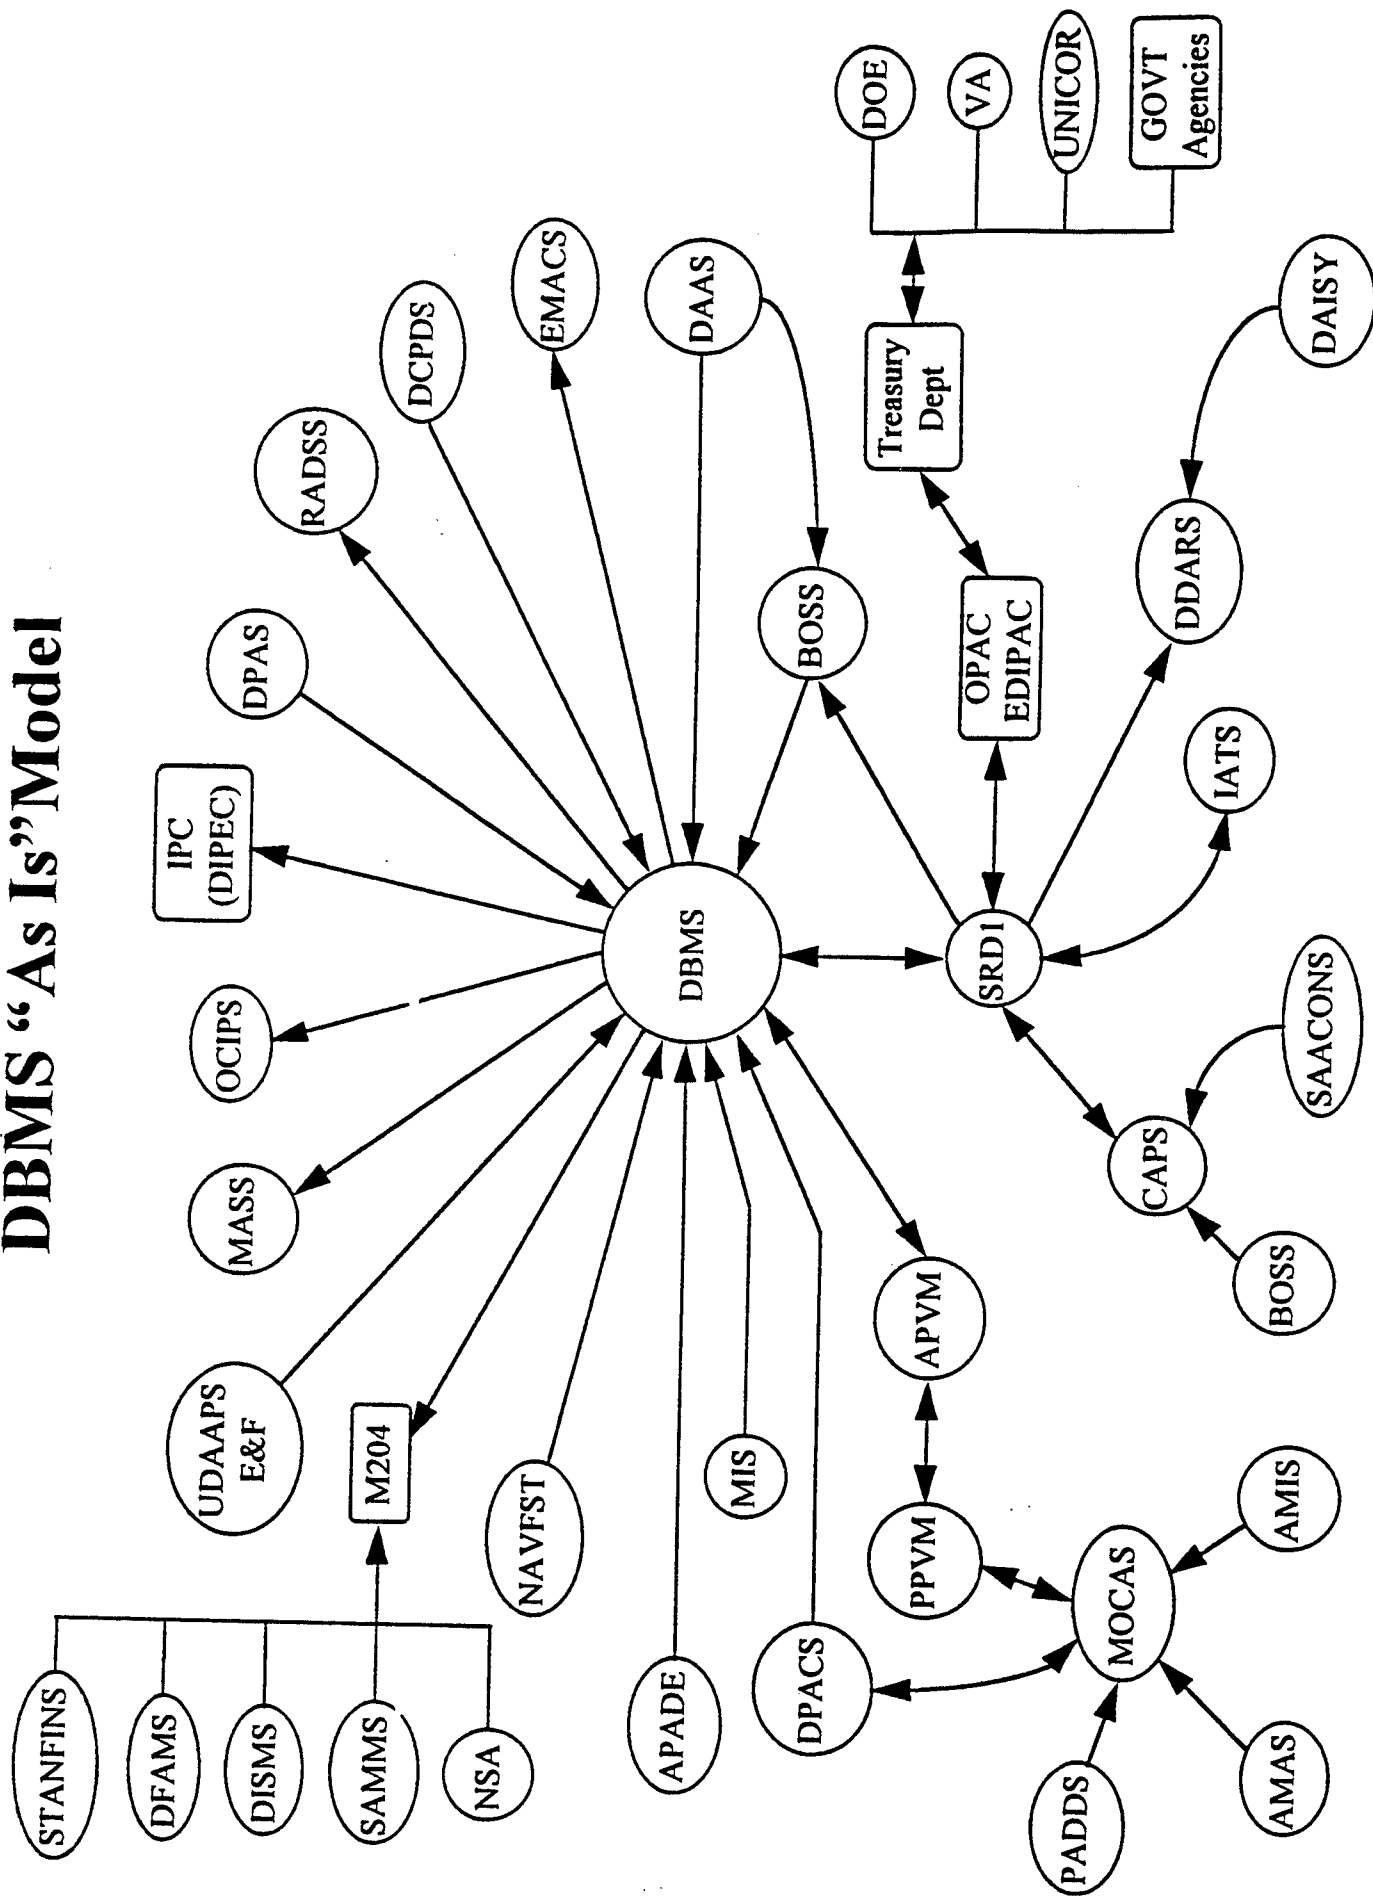 DBMS “As Is”Model
STANFINS
DFAMS
DISMS
SAMMS
NSA
UDAAPS
E&F
M204
MASS
OCIPS
IPC
(DIPEC)
DPAS
RADSS
DCPDS
EMACS
DAAS
NAVFST
APADE
MIS
DPACS
DBMS
BOSS
APVM
PPVM
MOCAS
PADDS
AMAS
AMIS
SRD1
CAPS
BOSS
SAACONS
IATS
OPAC
EDIPAC
Treasury
Dept
DDARS
DAISY
DOE
VA
UNICOR
GOVT
Agencies